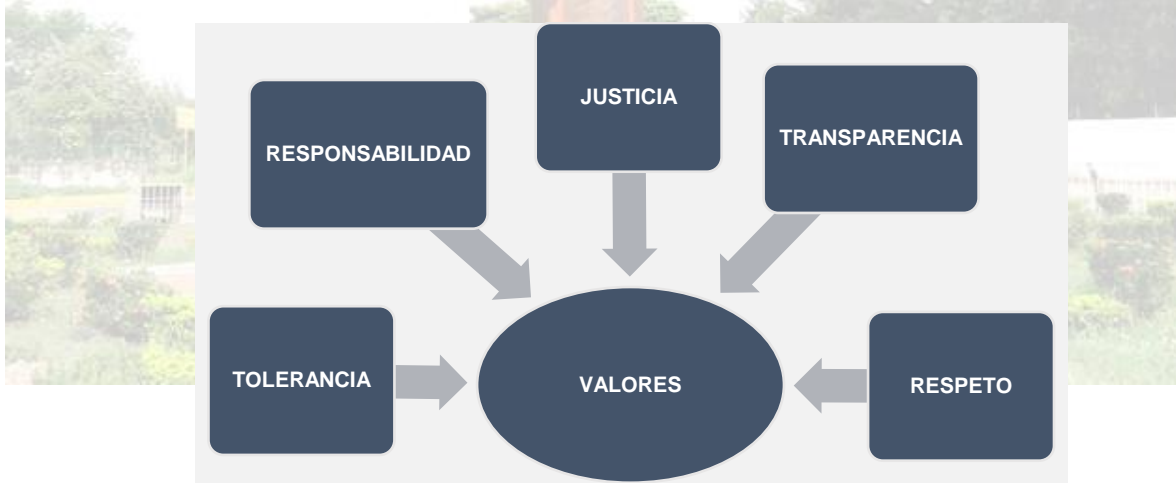 JUSTICIA
TRANSPARENCIA
RESPONSABILIDAD
TOLERANCIA
VALORES
RESPETO